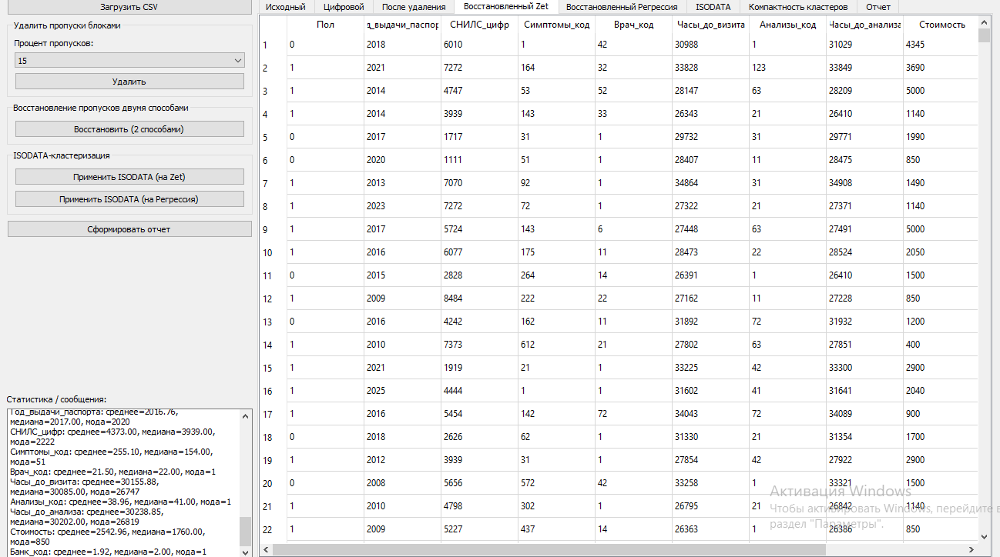 Загрузить CSV
Удалить пропуски блоками
Процент пропусков:
15
Удалить
Восстановление пропусков двумя способами
Восстановить (2 способами)
ISODATA-кластеризация
Применить ISODATA (на Zet)
Применить ISODATA (на Регрессия)
Сформировать отчет
Статистика / сообщения:
Год_выдачи_паспорта: среднее=2016.76,
медиана=2017.00, мода=2020
СНИЛС_цифр: среднее=4373.00, медиана=3939.00,
мода=2222
Симптомы_код: среднее=255.10, медиана=154.00,
мода=51
Врач_код: среднее=21.50, медиана=22.00, мода=1
Часы_до_визита: среднее=30155.88,
медиана=30085.00, мода=26747
Анализы_код: среднее=38.96, медиана=41.00, мода=1
Часы_до_анализа: среднее=30238.85,
медиана=30202.00, мода=26819
Стоимость: среднее=2542.96, медиана=1760.00,
мода=850
Банк_код: среднее=1.92, медиана=2.00, мода=1
Исходный Цифровой После удаления Восстановленный Zet Восстановленный Регрессия ISODATA Компактность кластеров Отчет
Пол д_выдачи_паспор СНИЛС_цифр Симптомы_код Врач_код Часы_до_визита Анализы_код Часы_до_анализа Стоимость
1 0 2018 6010 1 42 30988 1 31029 4345
2 1 2021 7272 164 32 33828 123 33849 3690
3 1 2014 4747 53 52 28147 63 28209 5000
4 1 2014 3939 143 33 26343 21 26410 1140
5 0 2017 1717 31 1 29732 31 29771 1990
6 0 2020 1111 51 1 28407 11 28475 850
7 1 2013 7070 92 1 34864 31 34908 1490
8 1 2023 7272 72 1 27322 21 27371 1140
9 1 2017 5724 143 6 27448 63 27491 5000
10 1 2016 6077 175 11 28473 22 28524 2050
11 0 2015 2828 264 14 26391 1 26410 1500
12 1 2009 8484 222 22 27162 11 27228 850
13 0 2016 4242 162 11 31892 72 31932 1200
14 1 2010 7373 612 21 27802 63 27851 400
15 1 2021 1919 21 1 33225 42 33300 2900
16 1 2025 4444 1 1 31602 41 31641 2040
17 1 2016 5454 142 72 34043 72 34089 900
18 0 2018 2626 62 1 31330 21 31354 1700
19 1 2012 3939 31 1 27854 42 27922 2900
20 0 2008 5656 572 42 33258 1 33321 1500
21 1 2010 4798 302 1 26795 21 26842 1140
22 1 2009 5227 437 14 26363 1 26386 850
Активация Windows
Чтобы активировать Windows, перейдите в
раздел "Параметры".